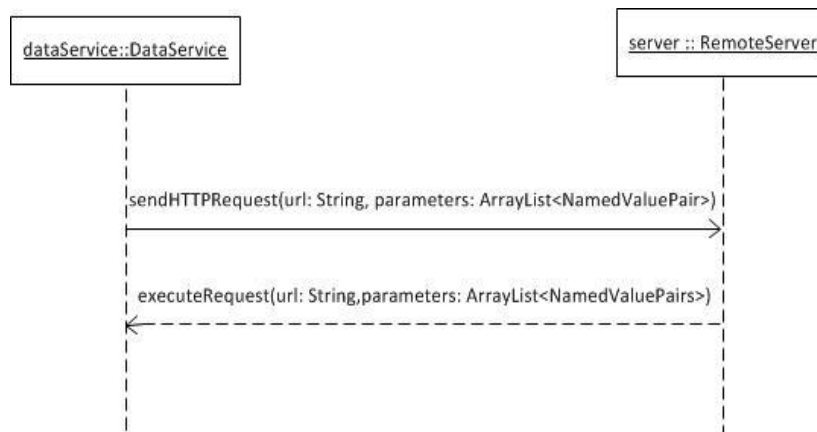 dataService::DataService
server :: RemoteServer
sendHTTPRequest(url: String, parameters: ArrayList<NamedValuePair>)
executeRequest(url: String,parameters: ArrayList<NamedValuePairs>)